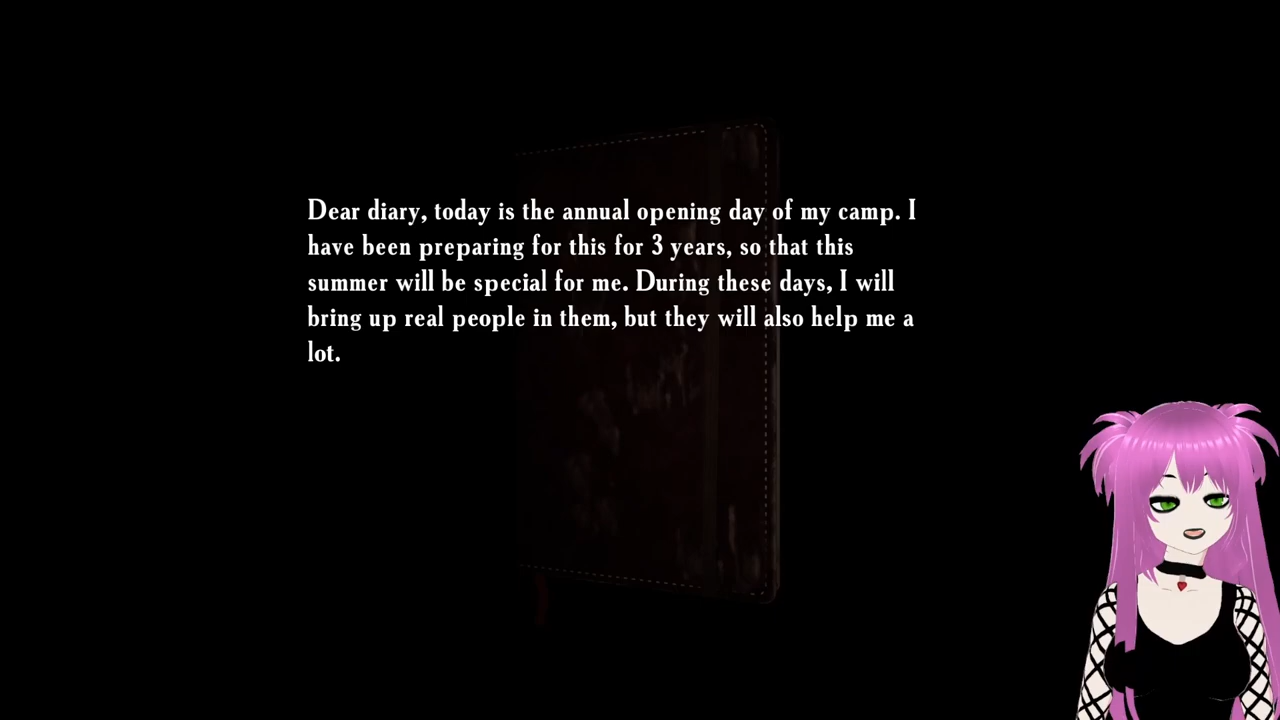 Dear diary, today is the annual opening day of my camp. I
have been preparing for this for 3 years, so that this
summer will be special for me. During these days, I will
bring up real people in them, but they will also help me a
lot.